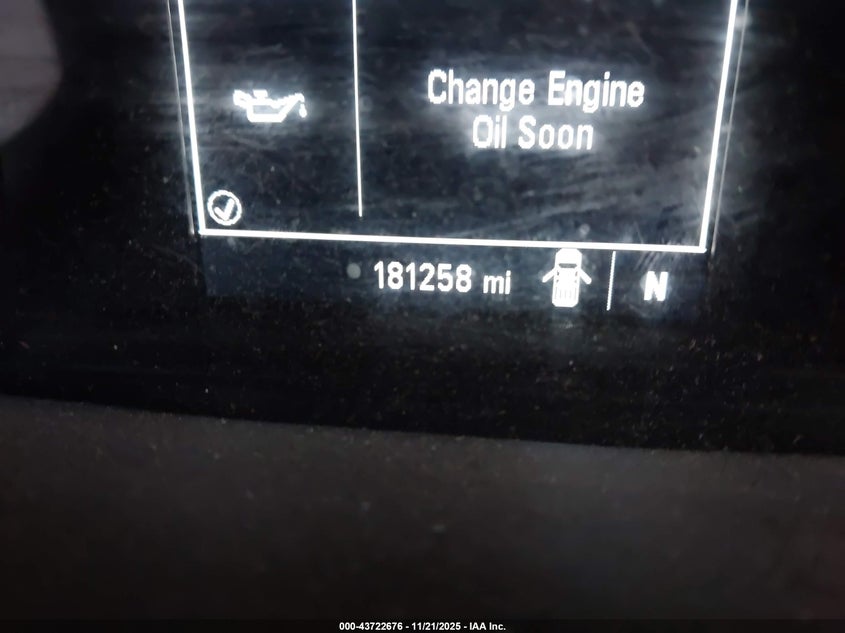 Change Engine
Oil Soon
181258 mi
N
000-43722676 - 11/21/2025 - IAA Inc.